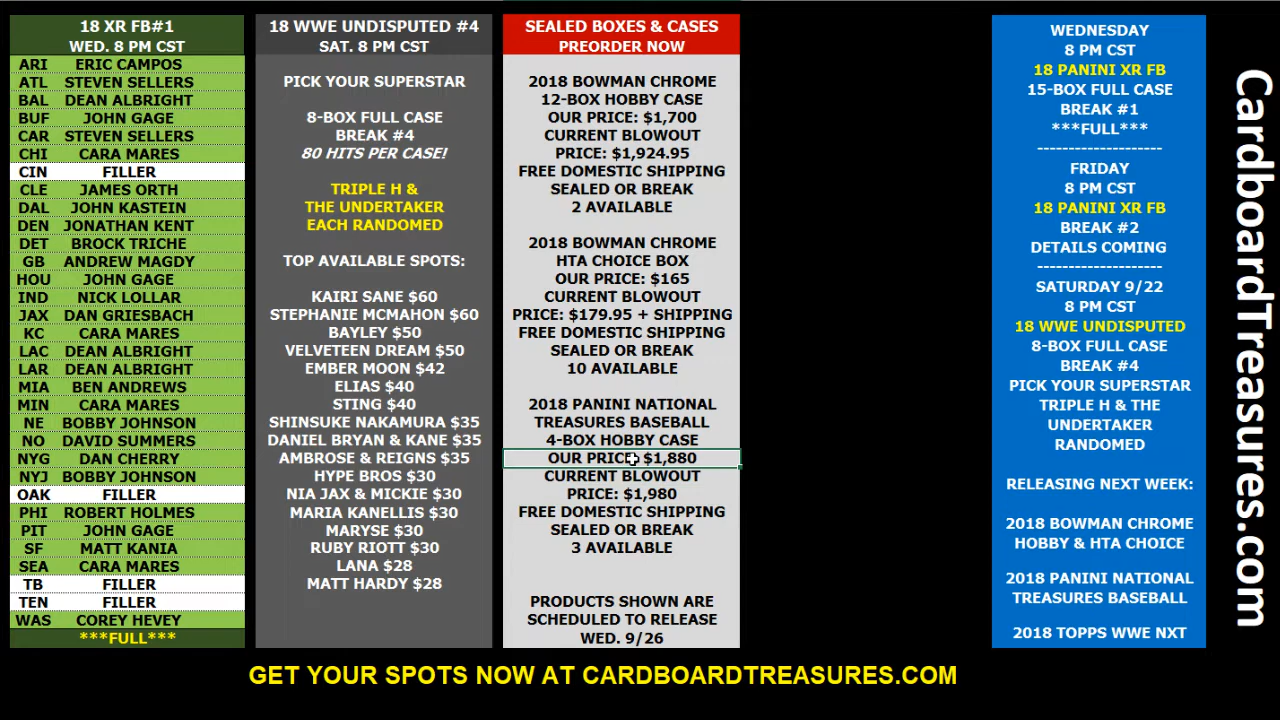 18 XR FB#1
WED. 8 PM CST
ARI ERIC CAMPOS
ATL STEVEN SELLERS
BAL DEAN ALBRIGHT
BUF JOHN GAGE
CAR STEVEN SELLERS
CHI CARA MARES
CIN FILLER
CLE JAMES ORTH
DAL JOHN KASTEIN
DEN JONATHAN KENT
DET BROCK TRICHE
GB ANDREW MAGDY
HOU JOHN GAGE
IND NICK LOLLAR
JAX DAN GRIESBACH
KC CARA MARES
LAC DEAN ALBRIGHT
LAR DEAN ALBRIGHT
MIA BEN ANDREWS
MIN CARA MARES
NE BOBBY JOHNSON
NO DAVID SUMMERS
NYG DAN CHERRY
NYJ BOBBY JOHNSON
OAK FILLER
PHI ROBERT HOLMES
PIT JOHN GAGE
SF MATT KANIA
SEA CARA MARES
TB FILLER
TEN FILLER
WAS COREY HEVEY
***FULL***
18 WWE UNDISPUTED #4
SAT. 8 PM CST
PICK YOUR SUPERSTAR
8-BOX FULL CASE
BREAK #4
80 HITS PER CASE!
TRIPLE H &
THE UNDERTAKER
EACH RANDOMED
TOP AVAILABLE SPOTS:
KAIRI SANE $60
STEPHANIE MCMAHON $60
BAYLEY $50
VELVETEEN DREAM $50
EMBER MOON $42
ELIAS $40
STING $40
SHINSUKE NAKAMURA $35
DANIEL BRYAN & KANE $35
AMBROSE & REIGNS $35
HYPE BROS $30
NIA JAX & MICKIE $30
MARIA KANELLIS $30
MARYSE $30
RUBY RIOTT $30
LANA $28
MATT HARDY $28
SEALED BOXES & CASES
PREORDER NOW
2018 BOWMAN CHROME
12-BOX HOBBY CASE
OUR PRICE: $1,700
CURRENT BLOWOUT
PRICE: $1,924.95
FREE DOMESTIC SHIPPING
SEALED OR BREAK
2 AVAILABLE
2018 BOWMAN CHROME
HTA CHOICE BOX
OUR PRICE: $165
CURRENT BLOWOUT
PRICE: $179.95 + SHIPPING
FREE DOMESTIC SHIPPING
SEALED OR BREAK
10 AVAILABLE
2018 PANINI NATIONAL
TREASURES BASEBALL
4-BOX HOBBY CASE
OUR PRICE: $1,880
CURRENT BLOWOUT
PRICE: $1,980
FREE DOMESTIC SHIPPING
SEALED OR BREAK
3 AVAILABLE
PRODUCTS SHOWN ARE
SCHEDULED TO RELEASE
WED. 9/26
WEDNESDAY
8 PM CST
18 PANINI XR FB
15-BOX FULL CASE
BREAK #1
***FULL***
--------------------
FRIDAY
8 PM CST
18 PANINI XR FB
BREAK #2
DETAILS COMING
--------------------
SATURDAY 9/22
8 PM CST
18 WWE UNDISPUTED
8-BOX FULL CASE
BREAK #4
PICK YOUR SUPERSTAR
TRIPLE H & THE
UNDERTAKER
RANDOMED
RELEASING NEXT WEEK:
2018 BOWMAN CHROME
HOBBY & HTA CHOICE
2018 PANINI NATIONAL
TREASURES BASEBALL
2018 TOPPS WWE NXT
CardboardTreasures.com
GET YOUR SPOTS NOW AT CARDBOARDTREASURES.COM